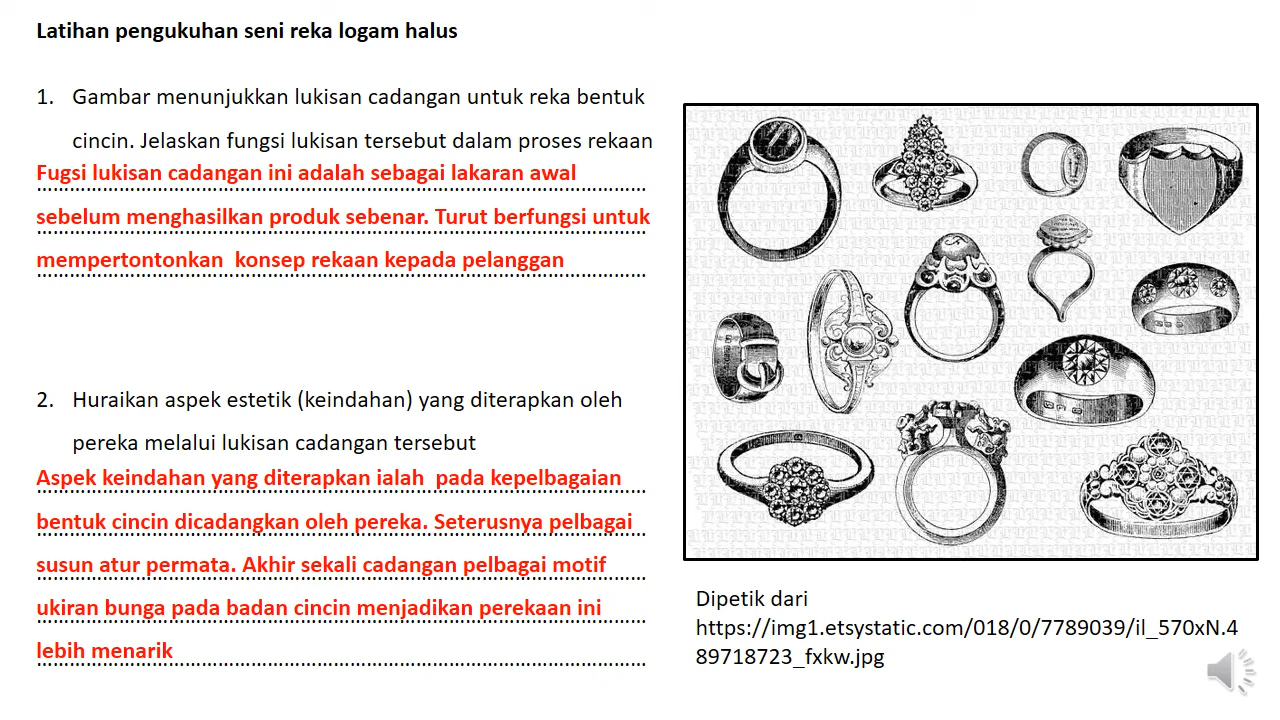 Latihan pengukuhan seni reka logam halus
1. Gambar menunjukkan lukisan cadangan untuk reka bentuk
cincin. Jelaskan fungsi lukisan tersebut dalam proses rekaan
Fugsi lukisan cadangan ini adalah sebagai lakaran awal
sebelum menghasilkan produk sebenar. Turut berfungsi untuk
mempertontonkan konsep rekaan kepada pelanggan
2. Huraikan aspek estetik (keindahan) yang diterapkan oleh
pereka melalui lukisan cadangan tersebut
Aspek keindahan yang diterapkan ialah pada kepelbagaian
bentuk cincin dicadangkan oleh pereka. Seterusnya pelbagai
susun atur permata. Akhir sekali cadangan pelbagai motif
ukiran bunga pada badan cincin menjadikan perekaan ini
lebih menarik
Dipetik dari
https://img1.etsystatic.com/018/0/7789039/il_570xN.4
89718723_fxkw.jpg